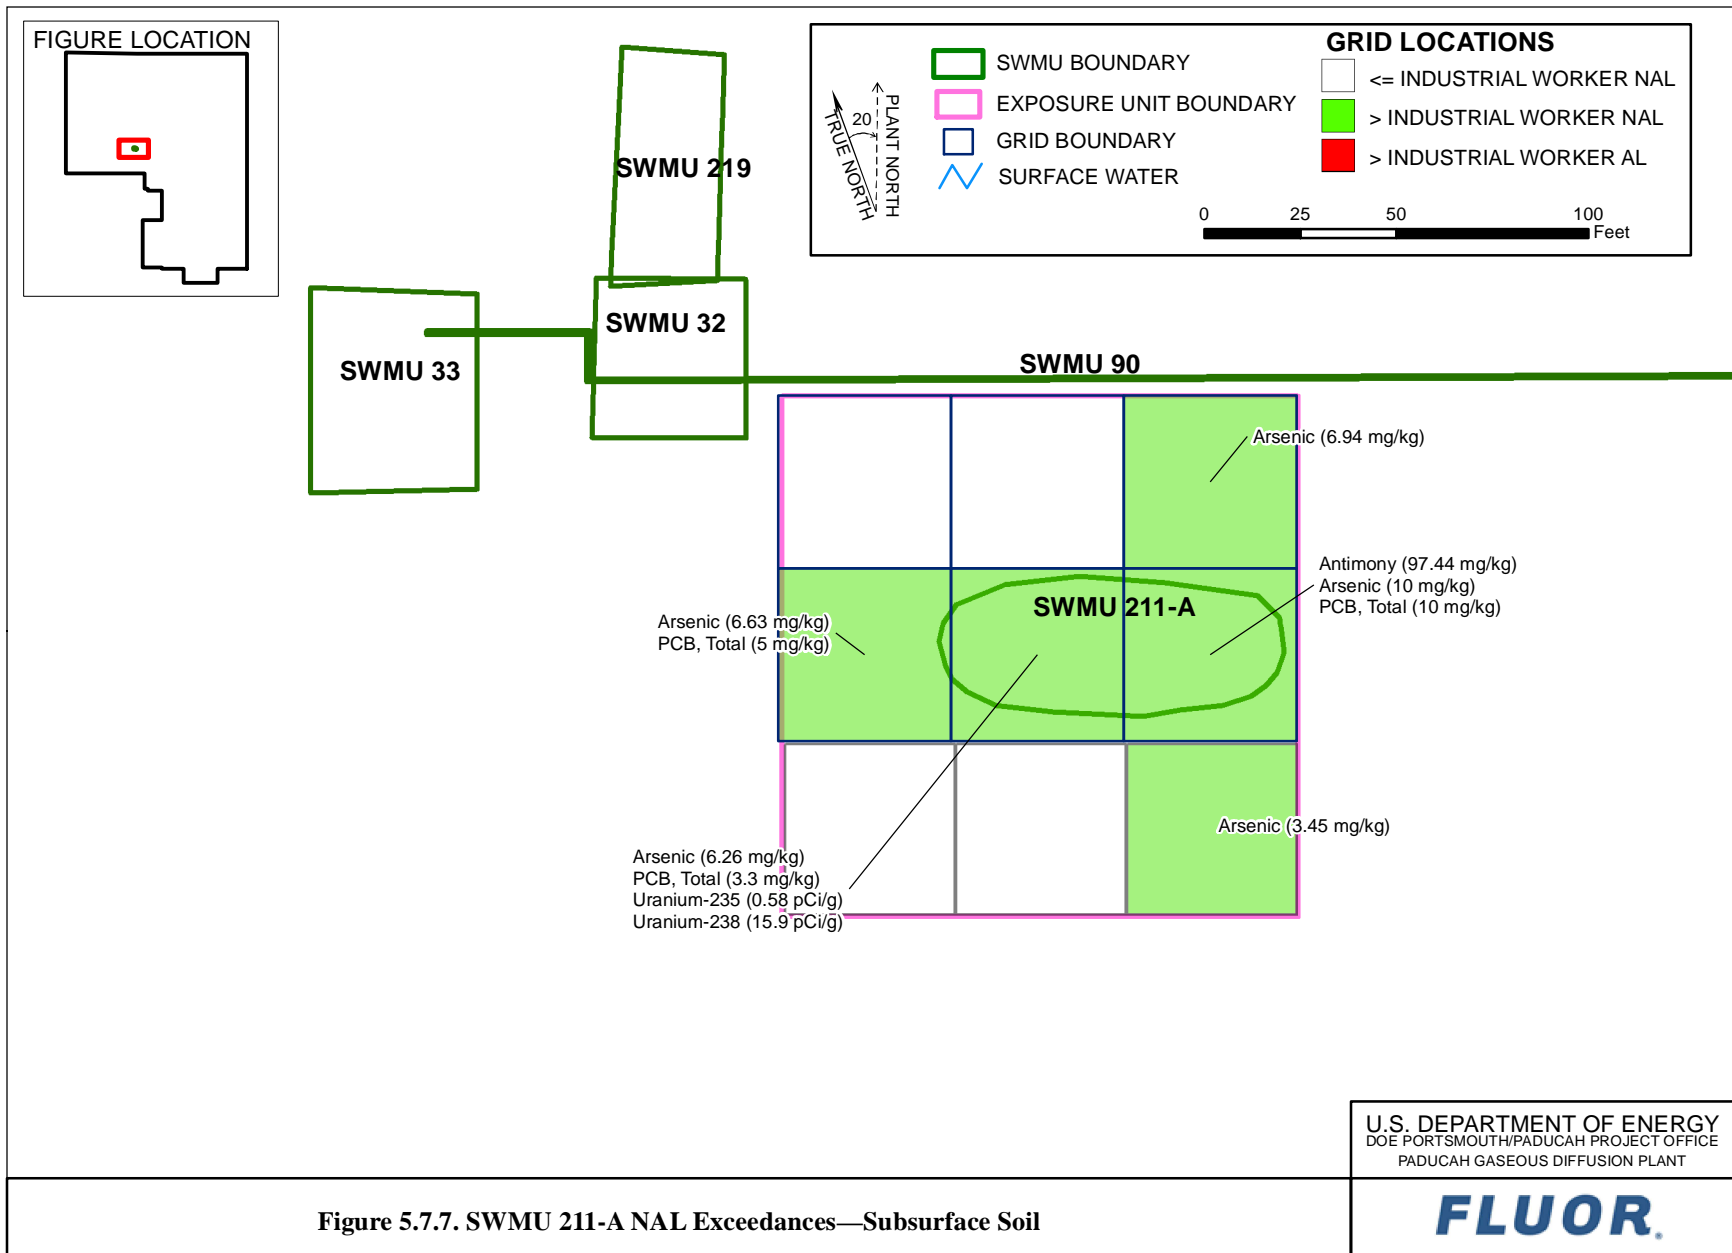 FIGURE LOCATION
SWMU BOUNDARY
EXPOSURE UNIT BOUNDARY
GRID BOUNDARY
SURFACE WATER
TRUE NORTH
20
PLANT NORTH
GRID LOCATIONS
<= INDUSTRIAL WORKER NAL
> INDUSTRIAL WORKER NAL
> INDUSTRIAL WORKER AL
0 25 50 100
Feet
SWMU 219
SWMU 32
SWMU 33
SWMU 90
Arsenic (6.94 mg/kg)
Antimony (97.44 mg/kg)
Arsenic (10 mg/kg)
PCB, Total (10 mg/kg)
SWMU 211-A
Arsenic (6.63 mg/kg)
PCB, Total (5 mg/kg)
Arsenic (3.45 mg/kg)
Arsenic (6.26 mg/kg)
PCB, Total (3.3 mg/kg)
Uranium-235 (0.58 pCi/g)
Uranium-238 (15.9 pCi/g)
U.S. DEPARTMENT OF ENERGY
DOE PORTSMOUTH/PADUCAH PROJECT OFFICE
PADUCAH GASEOUS DIFFUSION PLANT
Figure 5.7.7. SWMU 211-A NAL Exceedances—Subsurface Soil
FLUOR®